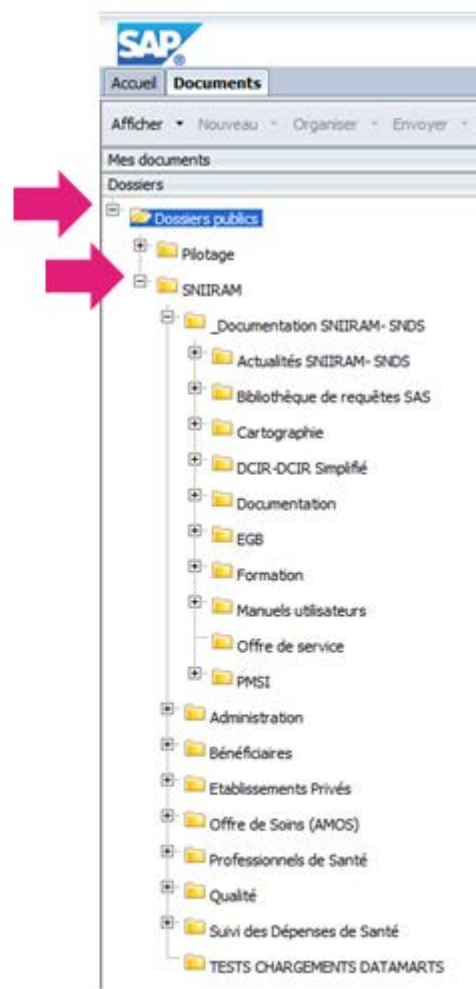 SAP
Accueil Documents
Afficher Nouveau Organiser Envoyer
Mes documents
Dossiers
Dossiers publics
Pilotage
SNIIRAM
_Documentation SNIIRAM- SNDS
Actualités SNIIRAM- SNDS
Bibliothèque de requêtes SAS
Cartographie
DCIR-DCIR Simplifié
Documentation
EGB
Formation
Manuels utilisateurs
Offre de service
PMSI
Administration
Bénéficiaires
Etablissements Privés
Offre de Soins (AMOS)
Professionnels de Santé
Qualité
Suivi des Dépenses de Santé
TESTS CHARGEMENTS DATAMARTS